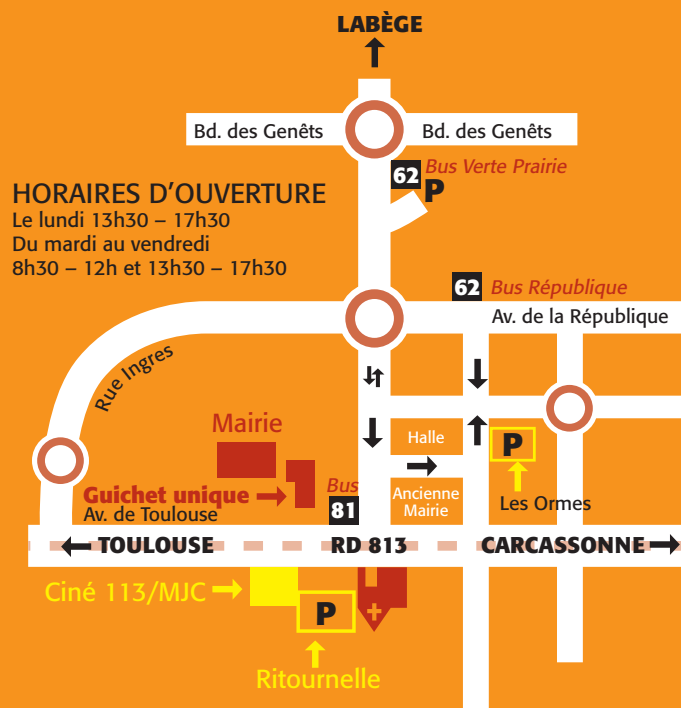 LABÈGE
Bd. des Genêts
Bd. des Genêts
62 Bus Verte Prairie
P
HORAIRES D'OUVERTURE
Le lundi 13h30 – 17h30
Du mardi au vendredi
8h30 – 12h et 13h30 – 17h30
62 Bus République
Av. de la République
Rue Ingres
Mairie
Halle
P
Guichet unique
Bus
81
Ancienne
Mairie
Les Ormes
Av. de Toulouse
TOULOUSE
RD 813
CARCASSONNE
Ciné 113/MJC
P
Ritournelle